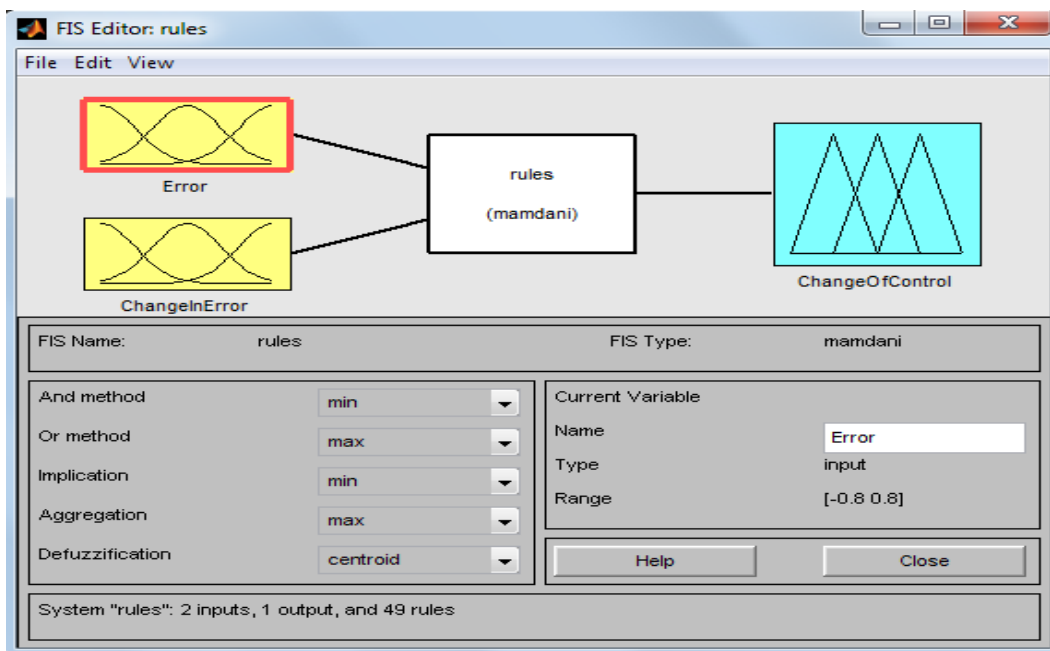 FIS Editor: rules
File Edit View
Error
ChangeInError
rules
(mamdani)
ChangeOfControl
FIS Name: rules
FIS Type: mamdani
And method min
Or method max
Implication min
Aggregation max
Defuzzification centroid
Current Variable
Name Error
Type input
Range [-0.8 0.8]
Help
Close
System "rules": 2 inputs, 1 output, and 49 rules